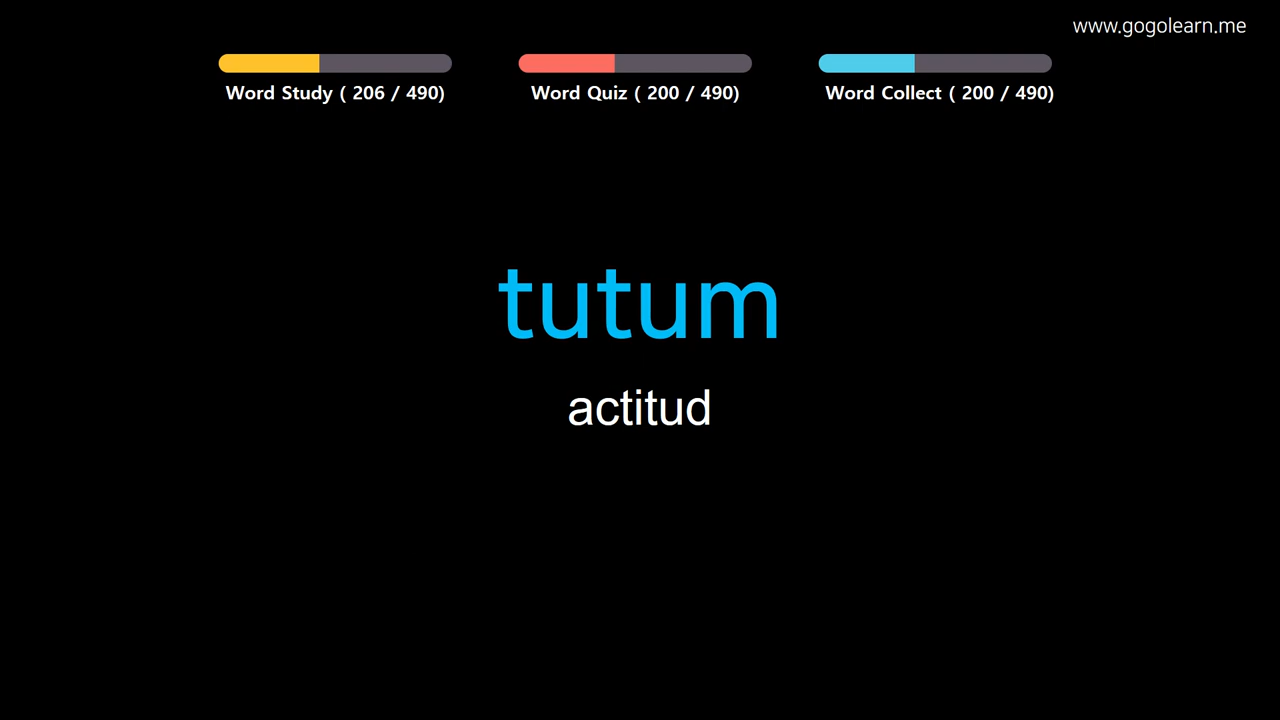 www.gogolearn.me
Word Study ( 206 / 490)
Word Quiz ( 200 / 490)
Word Collect ( 200 / 490)
tutum
actitud